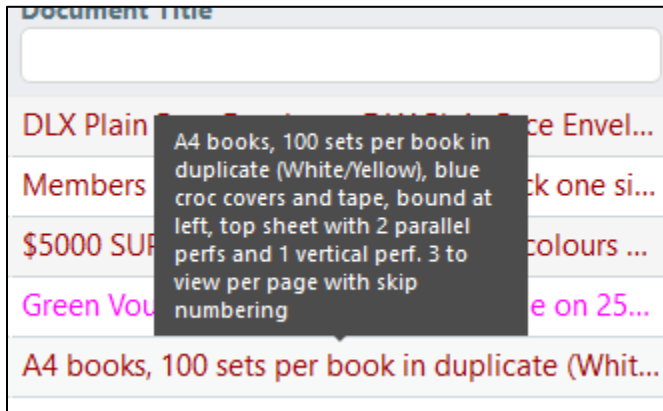 Document Title
DLX Plain
ce Envel...
A4 books, 100 sets per book in
duplicate (White/Yellow), blue
croc covers and tape, bound at
left, top sheet with 2 parallel
perfs and 1 vertical perf. 3 to
view per page with skip
numbering
Members
ck one si...
$5000 SUP
colours ...
Green Vou
e on 25...
A4 books, 100 sets per book in duplicate (Whit...